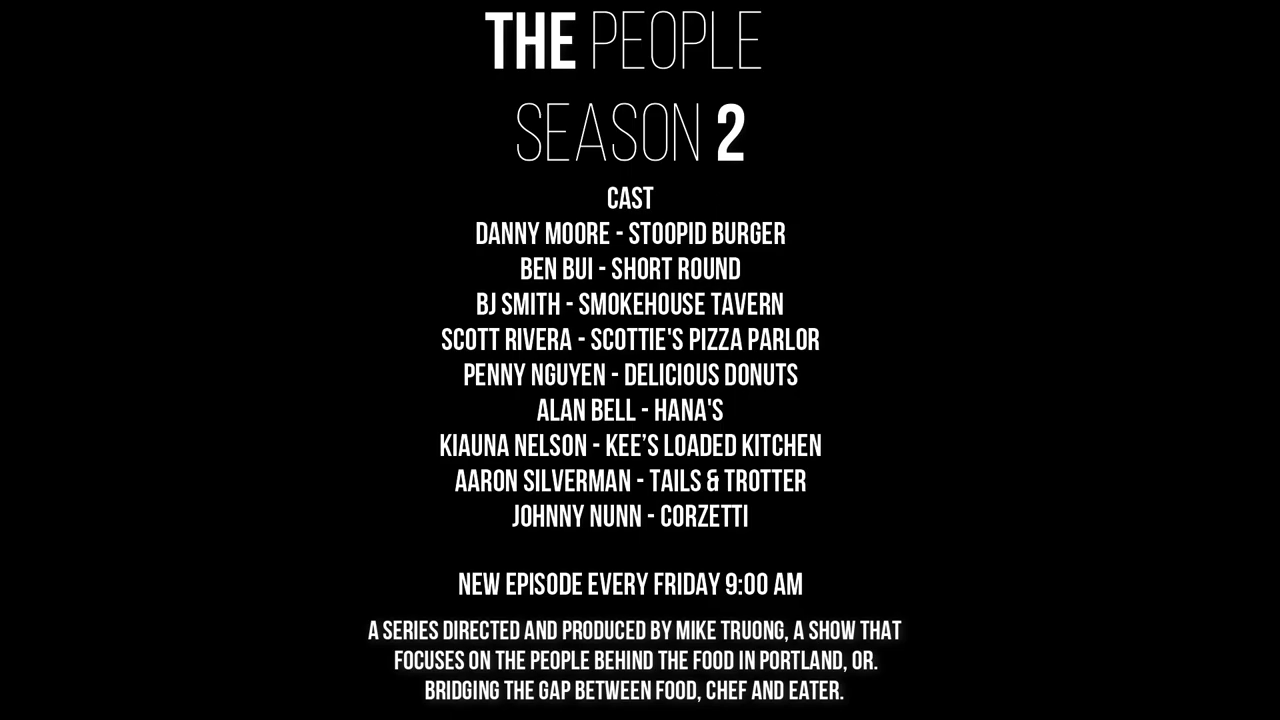 THE PEOPLE
SEASON 2
CAST
DANNY MOORE - STOOPID BURGER
BEN BUI - SHORT ROUND
BJ SMITH - SMOKEHOUSE TAVERN
SCOTT RIVERA - SCOTTIE'S PIZZA PARLOR
PENNY NGUYEN - DELICIOUS DONUTS
ALAN BELL - HANA'S
KIAUNA NELSON - KEE’S LOADED KITCHEN
AARON SILVERMAN - TAILS & TROTTER
JOHNNY NUNN - CORZETTI
NEW EPISODE EVERY FRIDAY 9:00 AM
A SERIES DIRECTED AND PRODUCED BY MIKE TRUONG, A SHOW THAT
FOCUSES ON THE PEOPLE BEHIND THE FOOD IN PORTLAND, OR.
BRIDGING THE GAP BETWEEN FOOD, CHEF AND EATER.